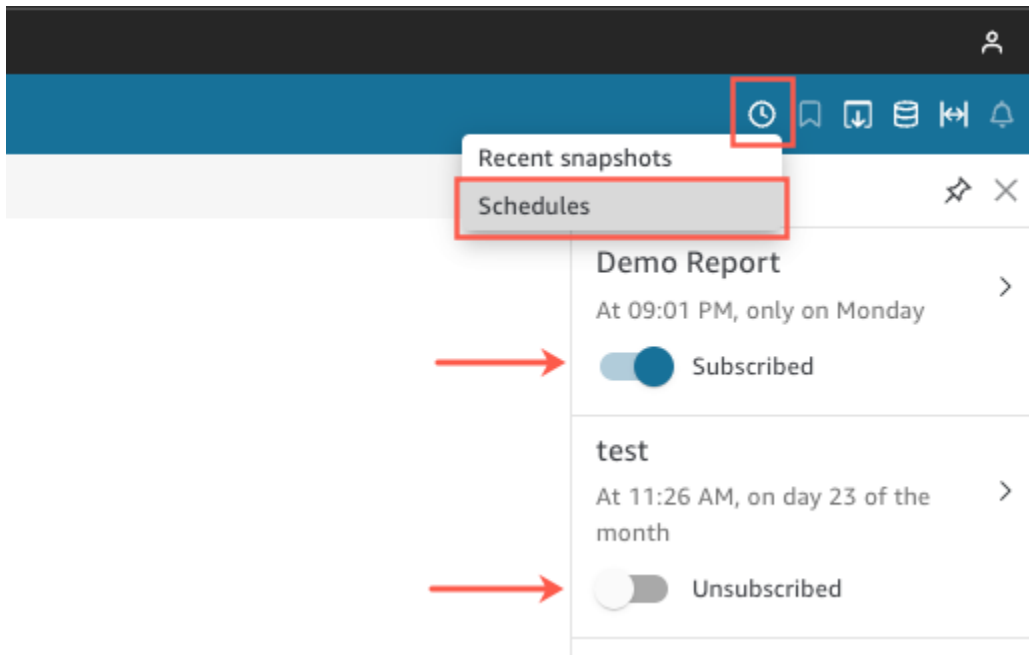 Recent snapshots
Schedules
Demo Report
At 09:01 PM, only on Monday
Subscribed
test
At 11:26 AM, on day 23 of the
month
Unsubscribed